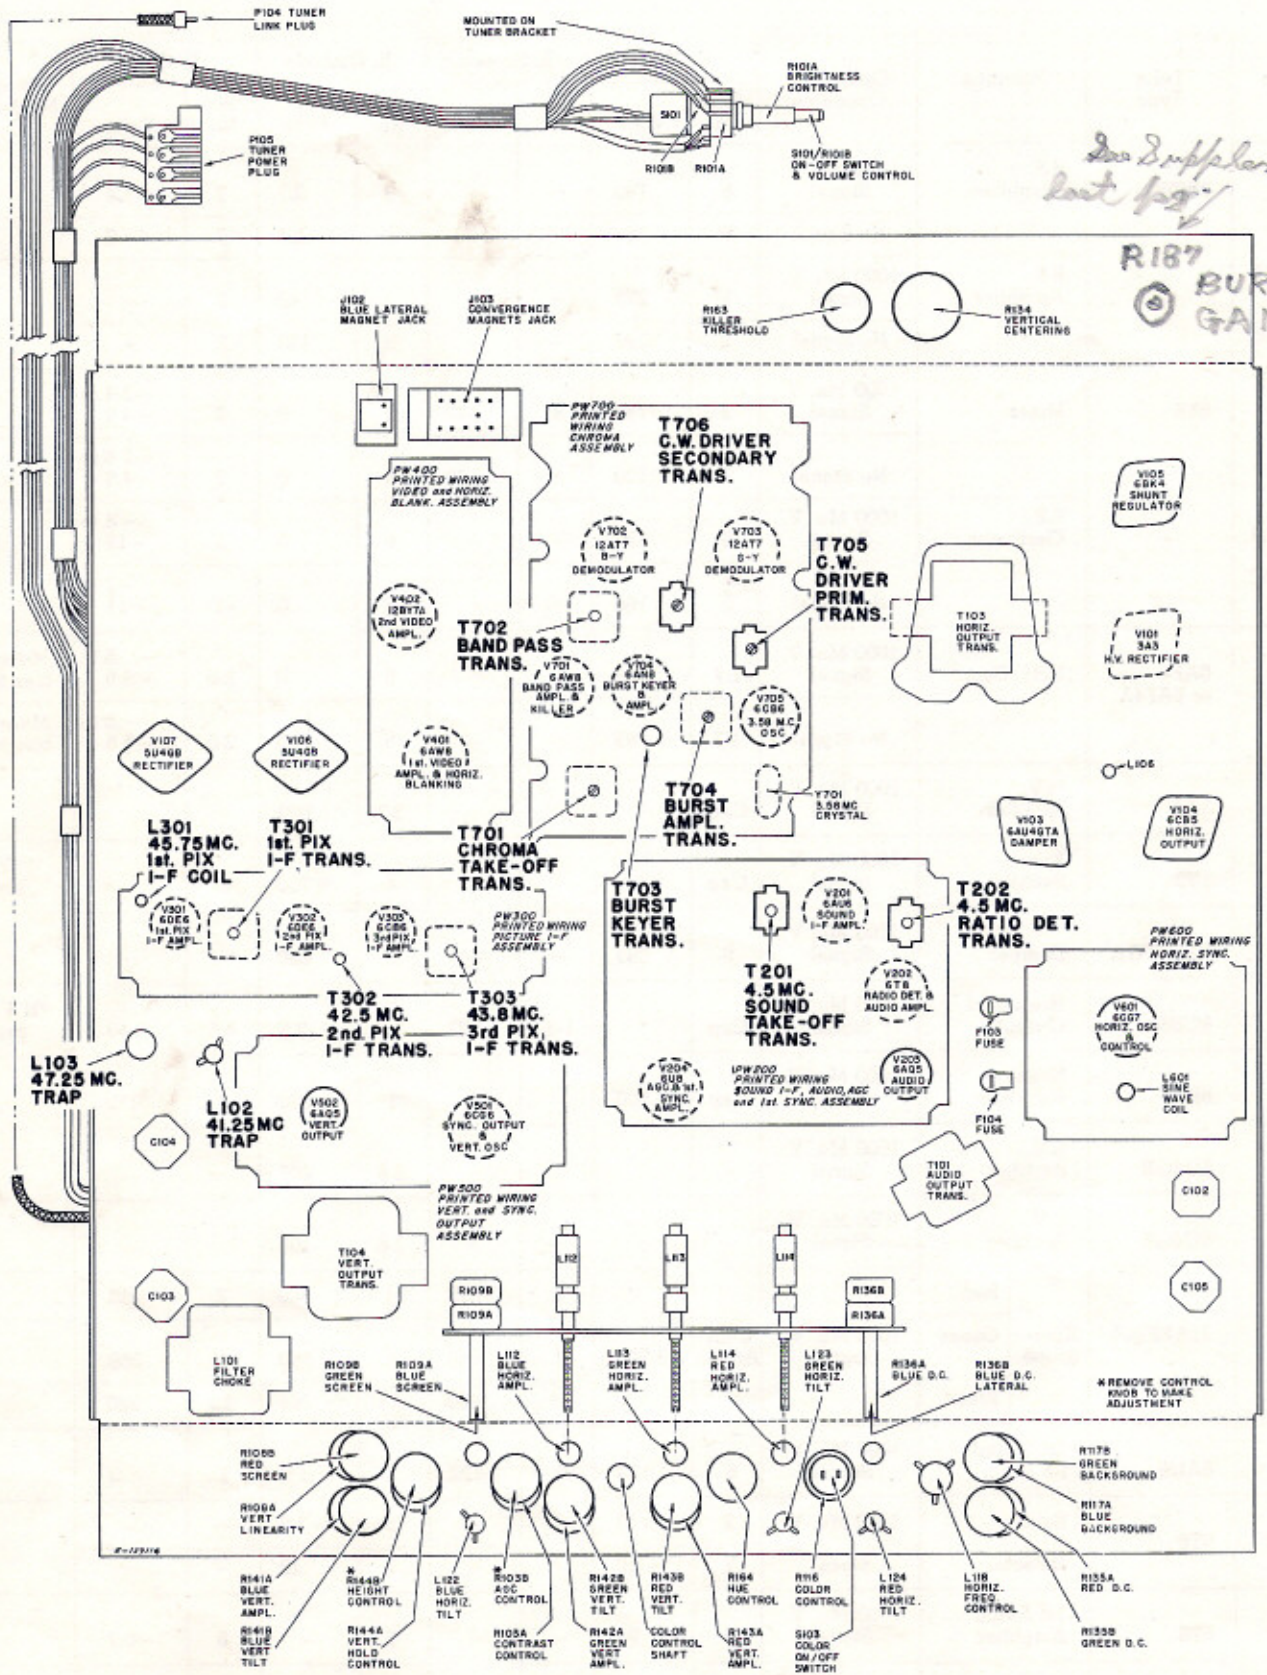 P104 TUNER
LINK PLUG
MOUNTED ON
TUNER BRACKET
R101A
BRIGHTNESS
CONTROL
S101
P105
TUNER
POWER
PLUG
R101B
R101A
S101/R101B
ON-OFF SWITCH
& VOLUME CONTROL
See
last
R187
J102
BLUE LATERAL
MAGNET JACK
J103
CONVERGENCE
MAGNETS JACK
R163
KILLER
THRESHOLD
R134
VERTICAL
CENTERING
PW700
PRINTED
WIRING
CHROMA
ASSEMBLY
T706
C.W. DRIVER
SECONDARY
TRANS.
PW400
PRINTED WIRING
VIDEO and HORIZ.
BLANK. ASSEMBLY
V105
6BK4
SHUNT
REGULATOR
V702
12AT7
B-Y
DEMODULATOR
V703
12AT7
DEMODULATOR
T705
C.W.
DRIVER
PRIM.
TRANS.
V402
12BY7A
2nd VIDEO
AMPL.
T702
BAND PASS
TRANS.
T103
HORIZ.
OUTPUT
TRANS.
V101
3A3
H.V. RECTIFIER
V701
6AW8
BAND PASS
AMPL. &
KILLER
V704
6AN8
BURST KEYER
&
AMPL.
V705
6CB6
3.58 M.C.
OSC
V107
5U4GB
RECTIFIER
V106
5U4GB
RECTIFIER
V401
6AW8
1st. VIDEO
AMPL. & HORIZ.
BLANKING
L106
T704
BURST
AMPL.
TRANS.
Y701
3.58MC
CRYSTAL
V103
6AU4GTA
DAMPER
V104
6CB5
HORIZ.
OUTPUT
L301
45.75 MC.
1st. PIX
I-F COIL
T301
1st. PIX
I-F TRANS.
T701
CHROMA
TAKE-OFF
TRANS.
T703
BURST
KEYER
TRANS.
V201
6AU6
SOUND
I-F AMPL.
T202
4.5 MC.
RATIO DET.
TRANS.
V301
6DE6
1st. PIX
I-F AMPL.
V302
6DE6
2nd PIX
I-F AMPL.
V303
6CB6
3rd PIX
I-F AMPL.
PW300
PRINTED WIRING
PICTURE I-F
ASSEMBLY
PW600
PRINTED WIRING
HORIZ. SYNC.
ASSEMBLY
T201
4.5 MC.
SOUND
TAKE-OFF
TRANS.
V202
6T8
RADIO DET. &
AUDIO AMPL.
T302
42.5 MC.
2nd. PIX
I-F TRANS.
T303
43.8 MC.
3rd PIX
I-F TRANS.
F103
FUSE
V601
6CG7
HORIZ. OSC
&
CONTROL
L103
47.25 MC.
TRAP
L102
41.25 MC
TRAP
V204
6U8
AGC & 1st.
SYNC.
AMPL.
PW200
PRINTED WIRING
SOUND I-F, AUDIO, AGC
and 1st. SYNC. ASSEMBLY
V203
6AQ5
AUDIO
OUTPUT
F104
FUSE
L601
SINE
WAVE
COIL
V502
6AQ5
VERT.
OUTPUT
V501
SYNC. OUTPUT
&
VERT. OSC
C104
PW500
PRINTED WIRING
VERT. and SYNC.
OUTPUT
ASSEMBLY
T101
AUDIO
OUTPUT
TRANS.
C102
T104
VERT.
OUTPUT
TRANS.
L112
L113
L114
C103
R109B
R109A
R136B
R136A
C105
L101
FILTER
CHOKE
R109B
GREEN
SCREEN
R109A
BLUE
SCREEN
L112
BLUE
HORIZ.
AMPL.
L113
GREEN
HORIZ.
AMPL.
L114
RED
HORIZ.
AMPL.
L123
GREEN
HORIZ.
TILT
R136A
BLUE D.C.
R136B
BLUE D.C.
LATERAL
*REMOVE CONTROL
KNOB TO MAKE
ADJUSTMENT
R108B
RED
SCREEN
R117B
GREEN
BACKGROUND
R108A
VERT
LINEARITY
R117A
BLUE
BACKGROUND
R141A
BLUE
VERT.
AMPL.
R141B
BLUE
VERT
TILT
*
R144B
HEIGHT
CONTROL
R144A
VERT.
HOLD
CONTROL
L122
BLUE
HORIZ.
TILT
*
R103B
AGC
CONTROL
R103A
CONTRAST
CONTROL
R142B
GREEN
VERT.
TILT
R142A
GREEN
VERT
AMPL.
COLOR
CONTROL
SHAFT
R143B
RED
VERT.
TILT
R143A
RED
VERT.
AMPL.
R164
HUE
CONTROL
R116
COLOR
CONTROL
S103
COLOR
ON/OFF
SWITCH
L124
RED
HORIZ.
TILT
L118
HORIZ.
FREQ
CONTROL
R135A
RED D.C.
R135B
GREEN D.C.